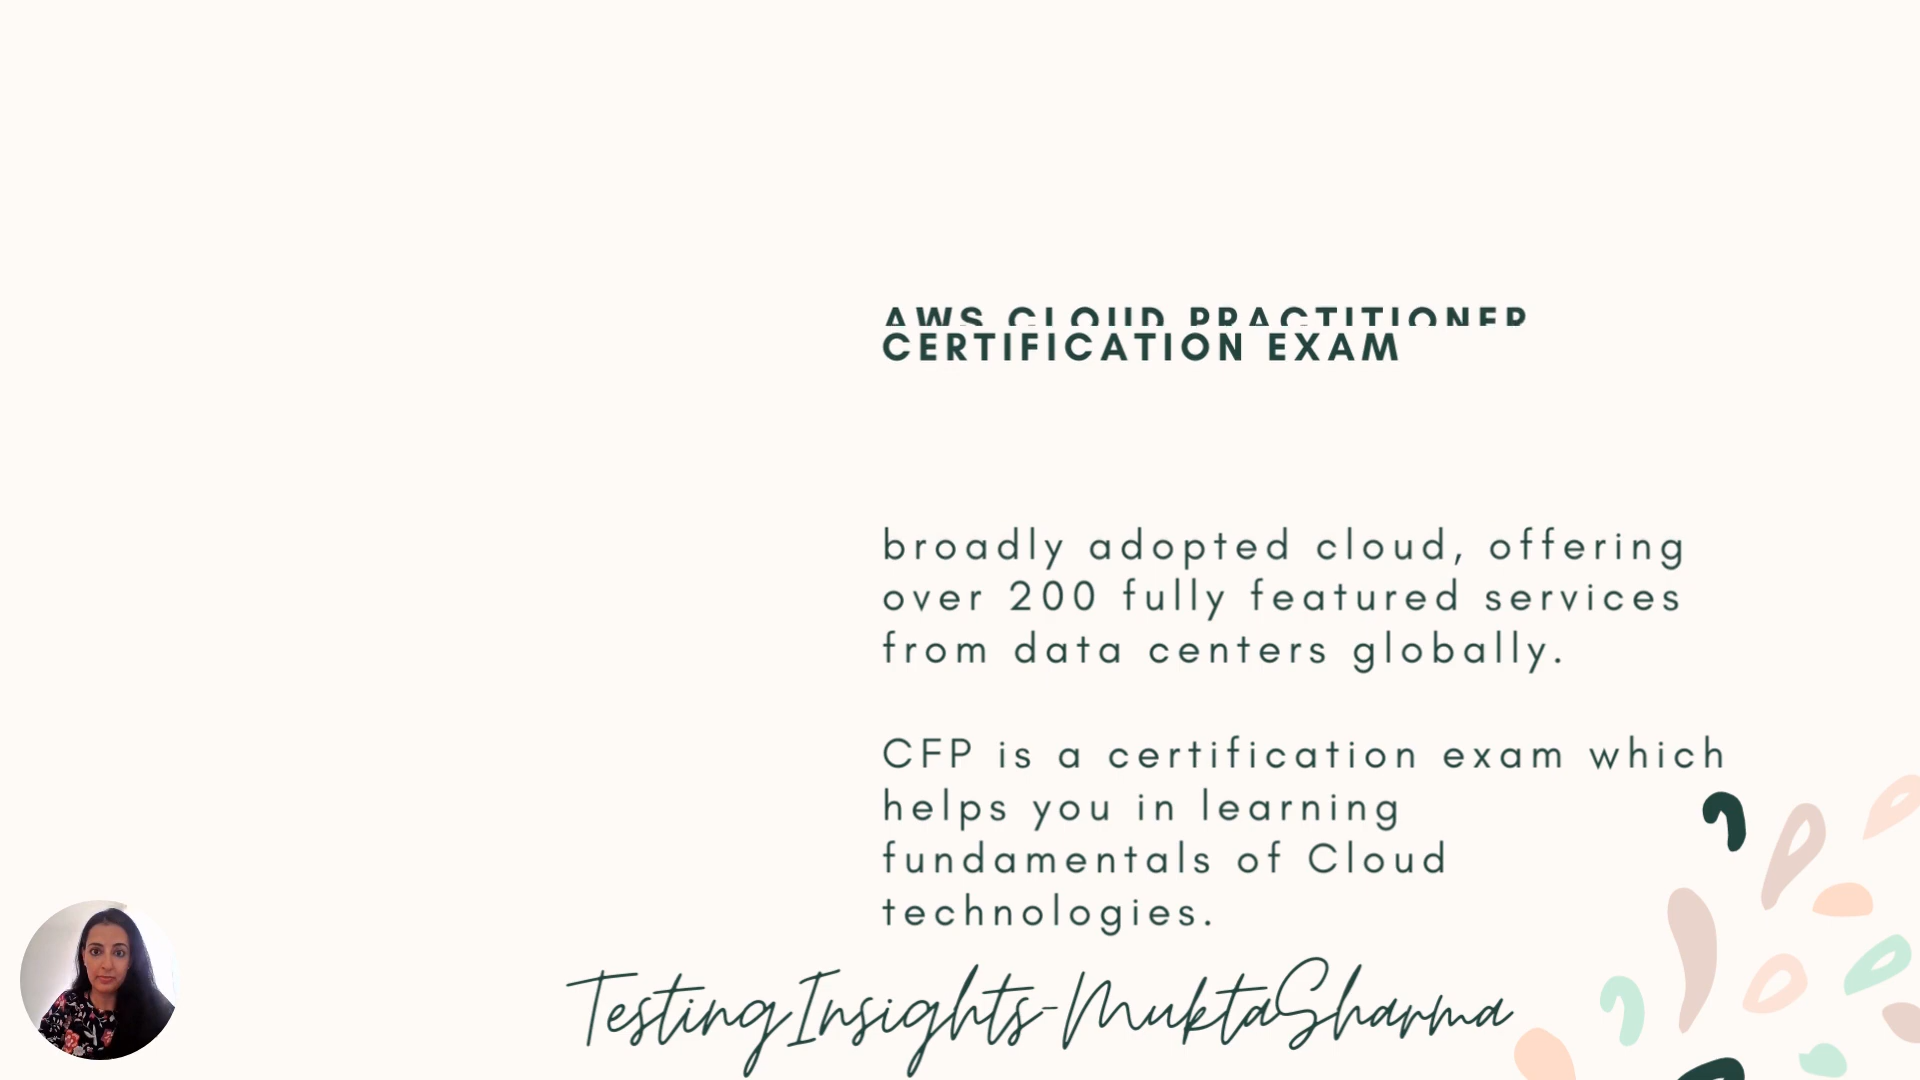 AWS CLOUD PRACTITIONER
CERTIFICATION EXAM
broadly adopted cloud, offering
over 200 fully featured services
from data centers globally.
CFP is a certification exam which
helps you in learning
fundamentals of Cloud
technologies.
TestingInsights-MuktaSharma